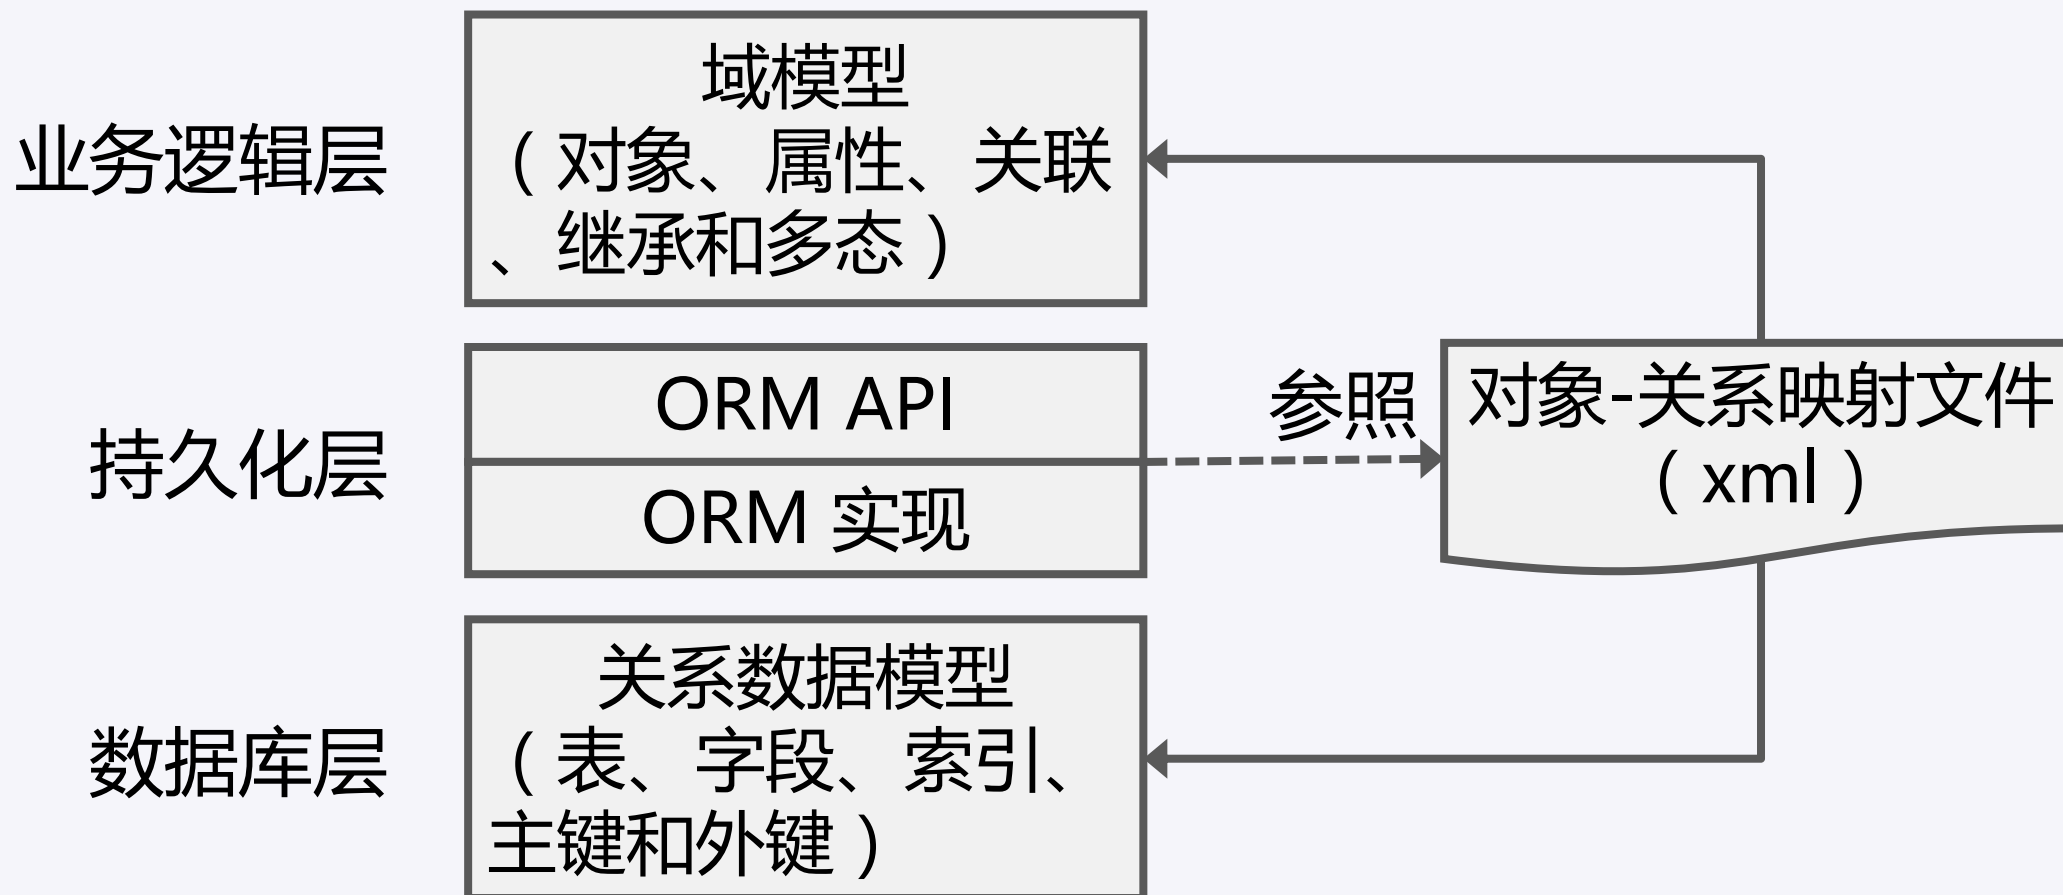 业务逻辑层
域模型
（对象、属性、关联
、继承和多态）
持久化层
ORM API
ORM 实现
参照
对象-关系映射文件
（xml）
数据库层
关系数据模型
（表、字段、索引、
主键和外键）